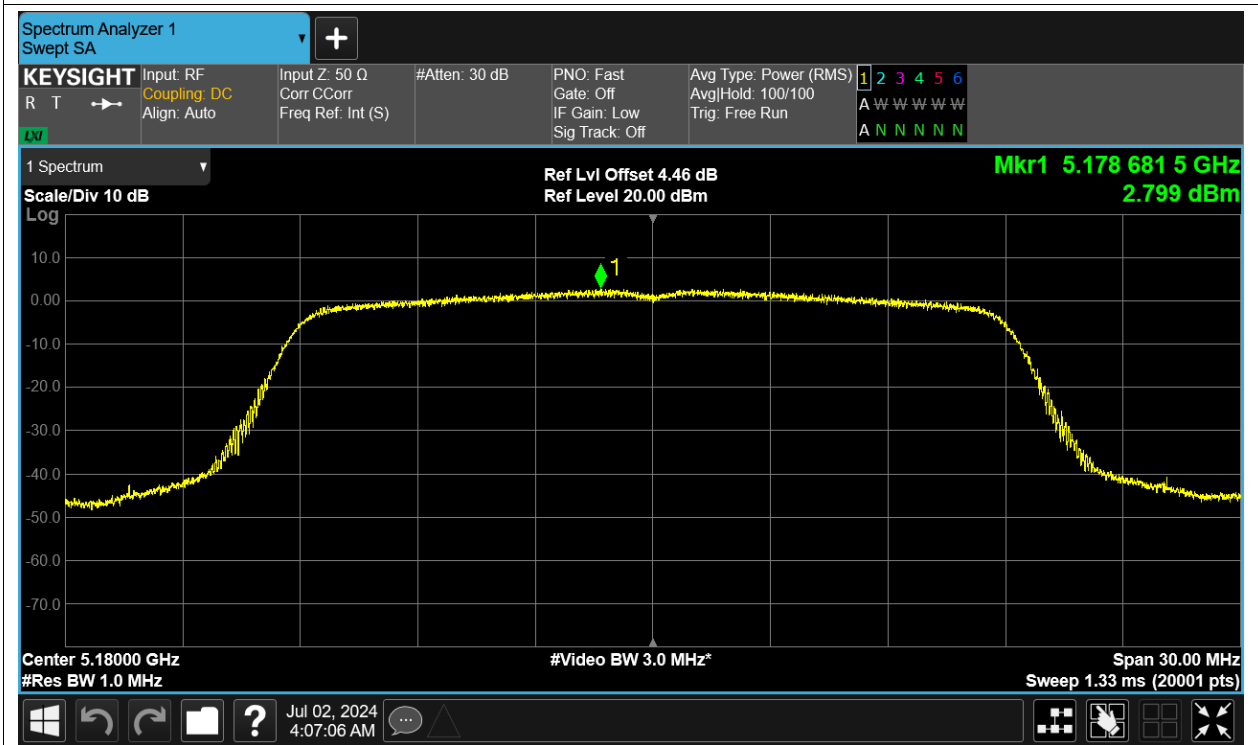 Spectrum Analyzer 1
Swept SA
KEYSIGHT
R T
LXI
Input: RF
Coupling: DC
Align: Auto
Input Z: 50 Ω
Corr CCorr
Freq Ref: Int (S)
#Atten: 30 dB
PNO: Fast
Gate: Off
IF Gain: Low
Sig Track: Off
Avg Type: Power (RMS)
Avg|Hold: 100/100
Trig: Free Run
1 2 3 4 5 6
A W W W W W
A N N N N N
1 Spectrum
Scale/Div 10 dB
Log
Ref Lvl Offset 4.46 dB
Ref Level 20.00 dBm
Mkr1 5.178 681 5 GHz
2.799 dBm
1
10.0
0.00
-10.0
-20.0
-30.0
-40.0
-50.0
-60.0
-70.0
Center 5.18000 GHz
#Res BW 1.0 MHz
#Video BW 3.0 MHz*
Span 30.00 MHz
Sweep 1.33 ms (20001 pts)
?
Jul 02, 2024
4:07:06 AM